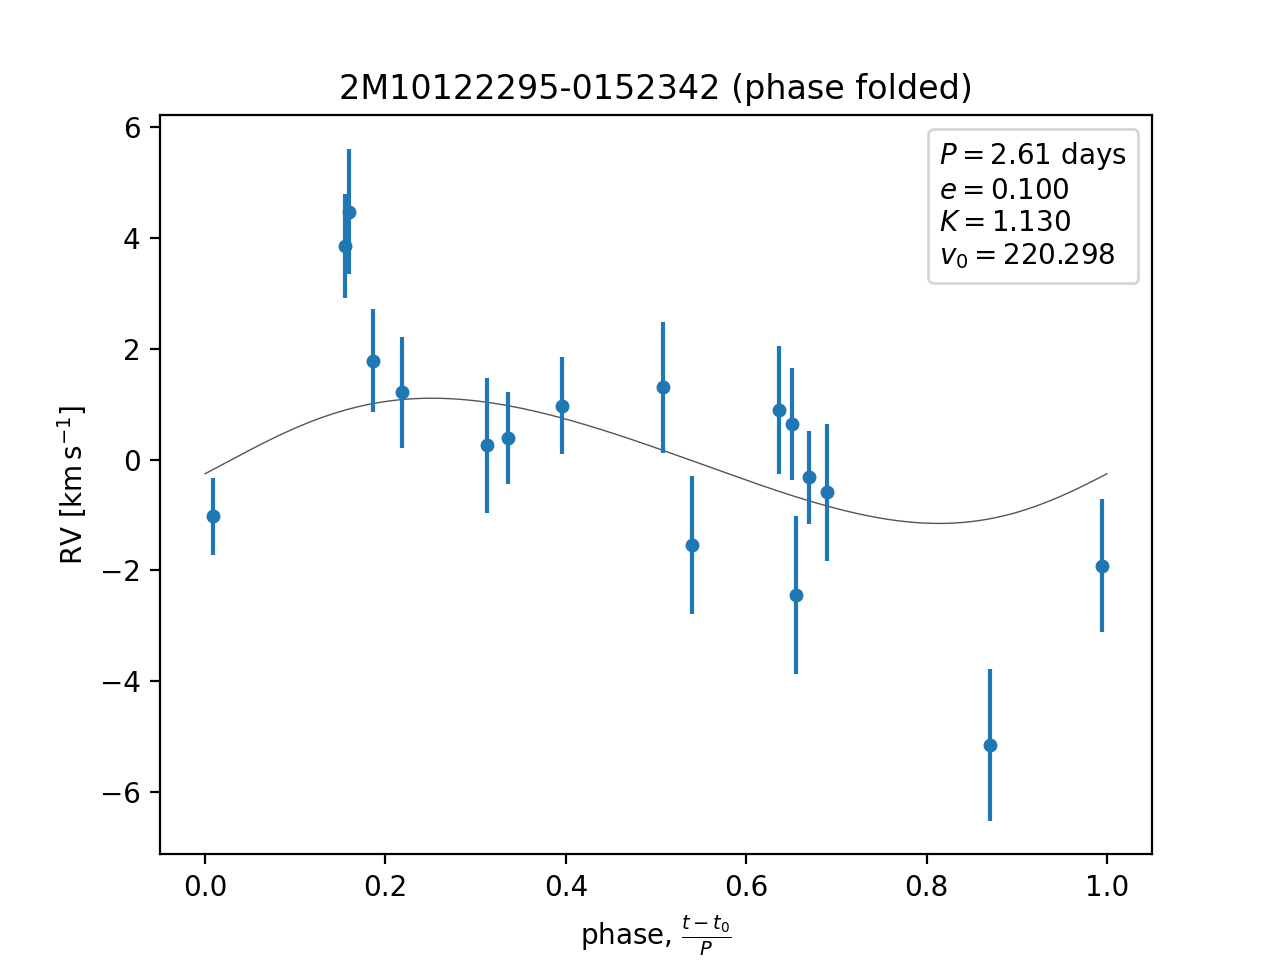 2M10122295-0152342 (phase folded)
P = 2.61 days
e = 0.100
K = 1.130
v₀ = 220.298
6
4
2
0
−2
−4
−6
RV [km s⁻¹]
0.0 0.2 0.4 0.6 0.8 1.0
phase, (t − t₀)/P